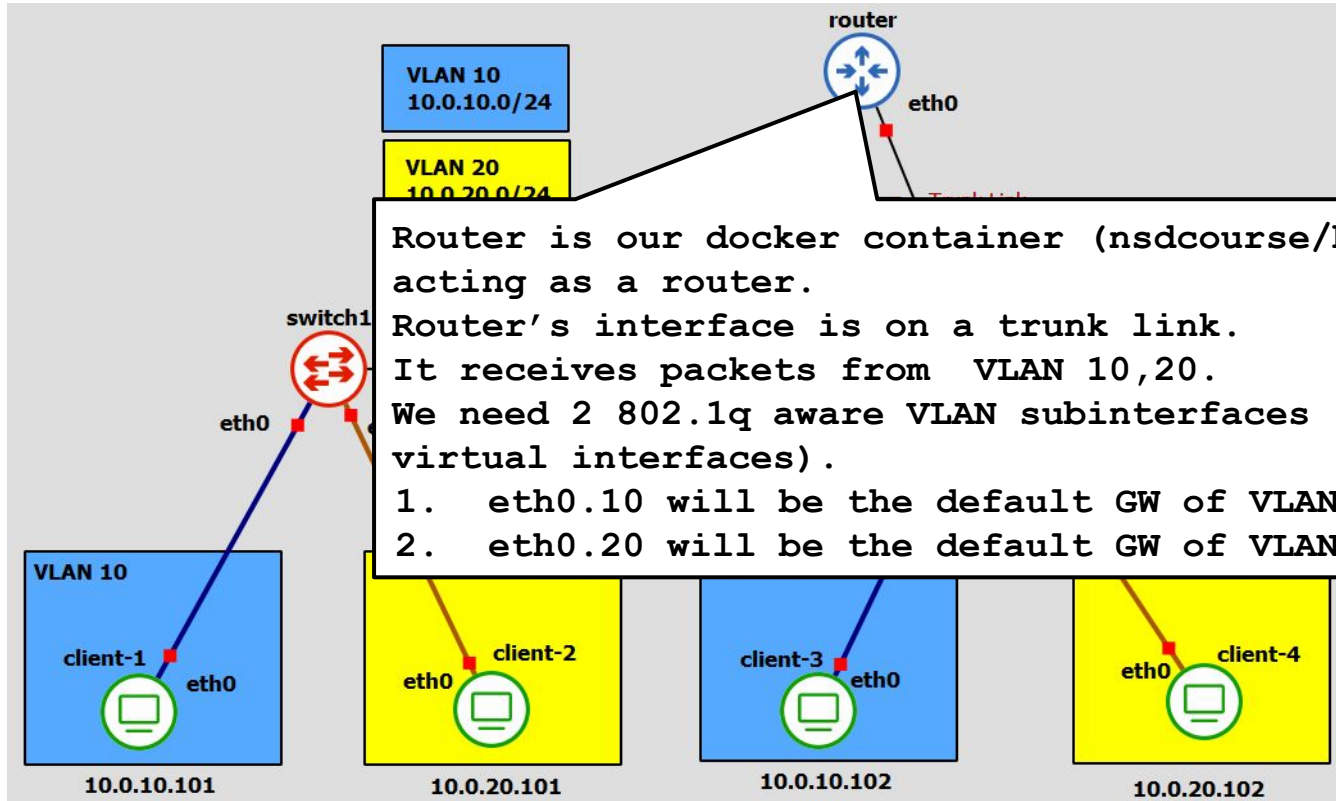 router
VLAN 10
10.0.10.0/24
eth0
VLAN 20
10.0.20.0/24
Router is our docker container (nsdcourse/
acting as a router.
Router's interface is on a trunk link.
It receives packets from VLAN 10,20.
We need 2 802.1q aware VLAN subinterfaces
virtual interfaces).
1. eth0.10 will be the default GW of VLAN
2. eth0.20 will be the default GW of VLAN
switch1
eth0
VLAN 10
client-1
eth0
client-2
eth0
client-3
eth0
client-4
eth0
10.0.10.101
10.0.20.101
10.0.10.102
10.0.20.102